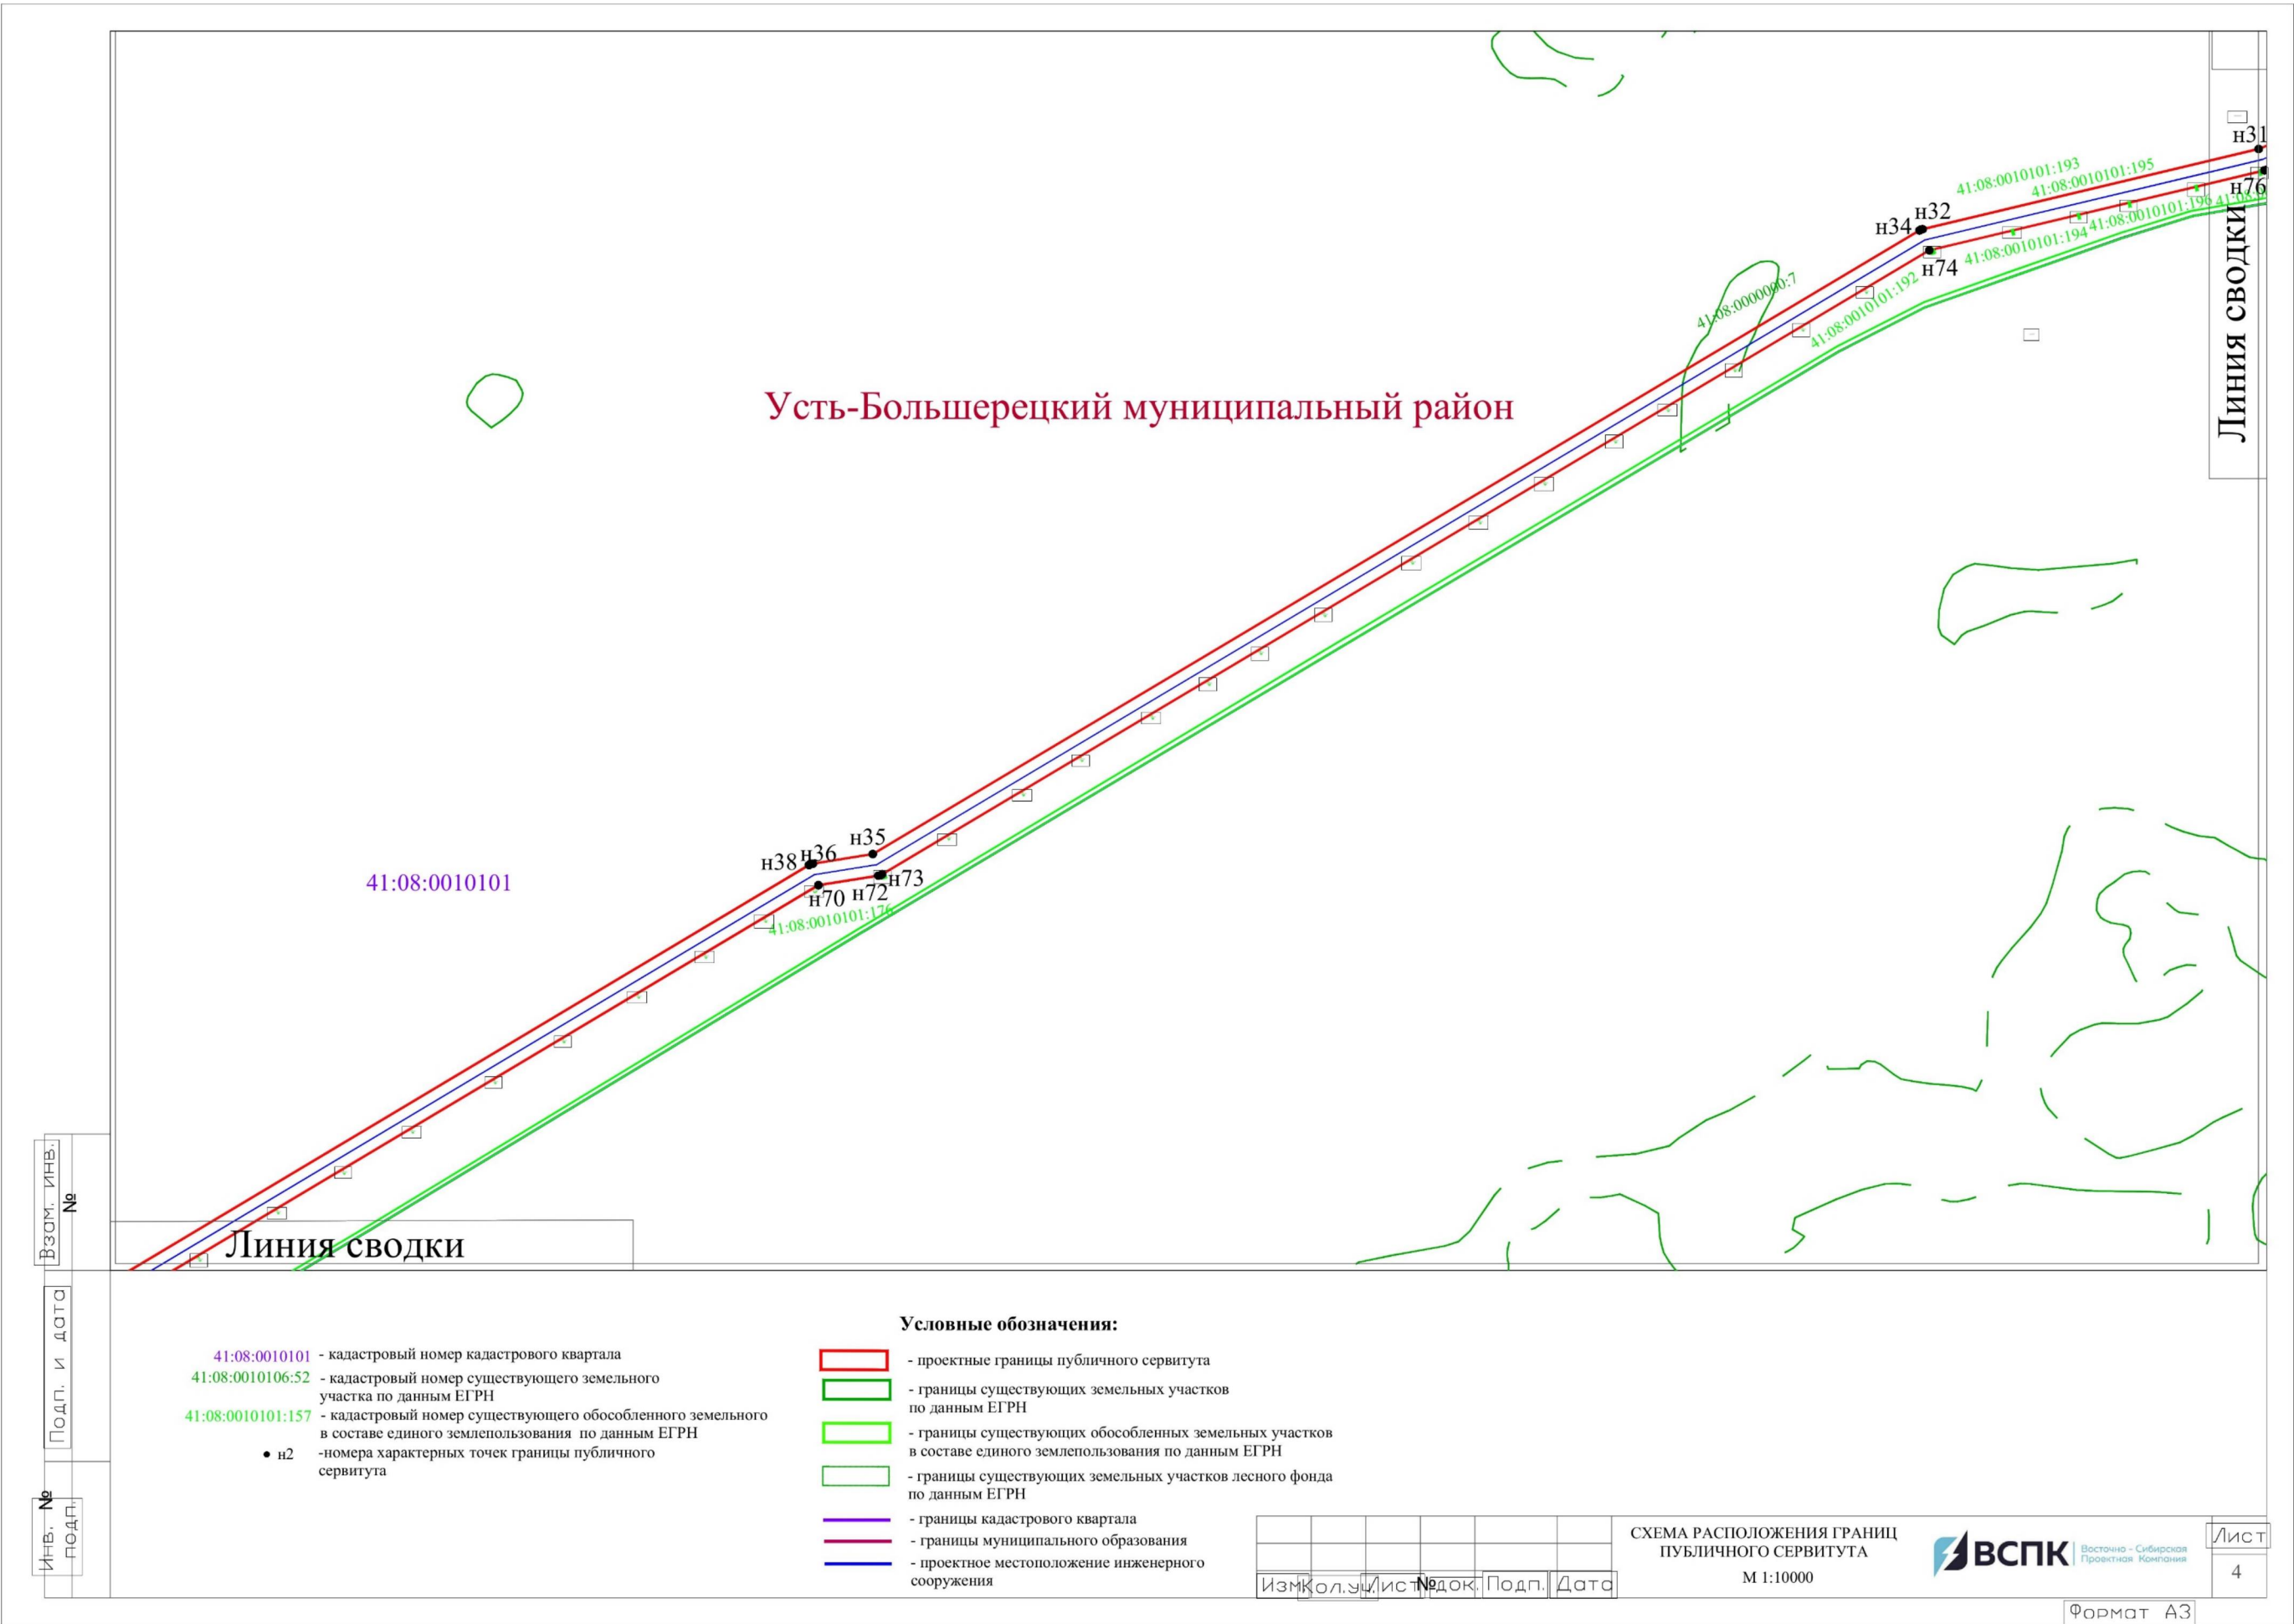 н31
41:08:0010101:193
41:08:0010101:195
н76
н32
н34
41:08:0010101:196
41:08:0010101:194
н74
41:08:0010101:192
41:08:0000000:7
Линия сводки
Усть-Большерецкий муниципальный район
н35
н36
н38
41:08:0010101
н73
н72
н70
41:08:0010101:176
Линия сводки
Взам. инв.
№
Подп. и дата
Инв. №
подп.
Условные обозначения:
41:08:0010101 - кадастровый номер кадастрового квартала
41:08:0010106:52 - кадастровый номер существующего земельного
участка по данным ЕГРН
41:08:0010101:157 - кадастровый номер существующего обособленного земельного
в составе единого землепользования по данным ЕГРН
н2 -номера характерных точек границы публичного
сервитута
- проектные границы публичного сервитута
- границы существующих земельных участков
по данным ЕГРН
- границы существующих обособленных земельных участков
в составе единого землепользования по данным ЕГРН
- границы существующих земельных участков лесного фонда
по данным ЕГРН
- границы кадастрового квартала
- границы муниципального образования
- проектное местоположение инженерного
сооружения
Изм Кол.уч. Лист №док. Подп. Дата
СХЕМА РАСПОЛОЖЕНИЯ ГРАНИЦ
ПУБЛИЧНОГО СЕРВИТУТА
М 1:10000
ВСПК
Восточно - Сибирская
Проектная Компания
Лист
4
Формат А3